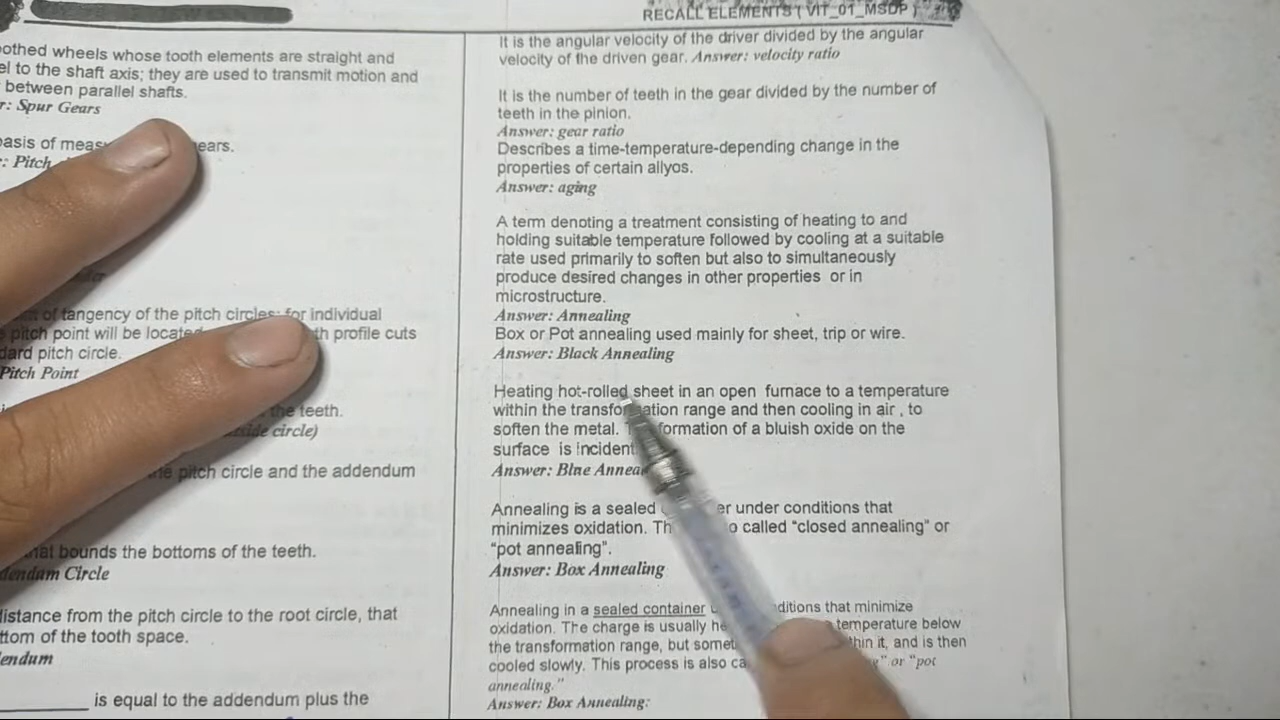 RECALL ELEMENTS ( VIT_01_MSDP )
othed wheels whose tooth elements are straight and
el to the shaft axis; they are used to transmit motion and
between parallel shafts.
r: Spur Gears
basis of ears.
: Pitch
of tangency of the pitch circles; for individual
pitch point will be profile cuts
dard pitch circle.
Pitch Point
the teeth.
circle)
pitch circle and the addendum
that bounds the bottoms of the teeth.
dendum Circle
distance from the pitch circle to the root circle, that
ttom of the tooth space.
endum
________ is equal to the addendum plus the
It is the angular velocity of the driver divided by the angular
velocity of the driven gear. Answer: velocity ratio
It is the number of teeth in the gear divided by the number of
teeth in the pinion.
Answer: gear ratio
Describes a time-temperature-depending change in the
properties of certain allyos.
Answer: aging
A term denoting a treatment consisting of heating to and
holding suitable temperature followed by cooling at a suitable
rate used primarily to soften but also to simultaneously
produce desired changes in other properties or in
microstructure.
Answer: Annealing
Box or Pot annealing used mainly for sheet, trip or wire.
Answer: Black Annealing
Heating hot-rolled sheet in an open furnace to a temperature
within the transformation range and then cooling in air , to
soften the metal. formation of a bluish oxide on the
surface is incident
Answer: Blue Annea
Annealing is a sealed er under conditions that
minimizes oxidation. Th o called "closed annealing" or
"pot annealing".
Answer: Box Annealing
Annealing in a sealed container ditions that minimize
oxidation. The charge is usually he temperature below
the transformation range, but somet thin it, and is then
cooled slowly. This process is also ca g" or "pot
annealing."
Answer: Box Annealing: